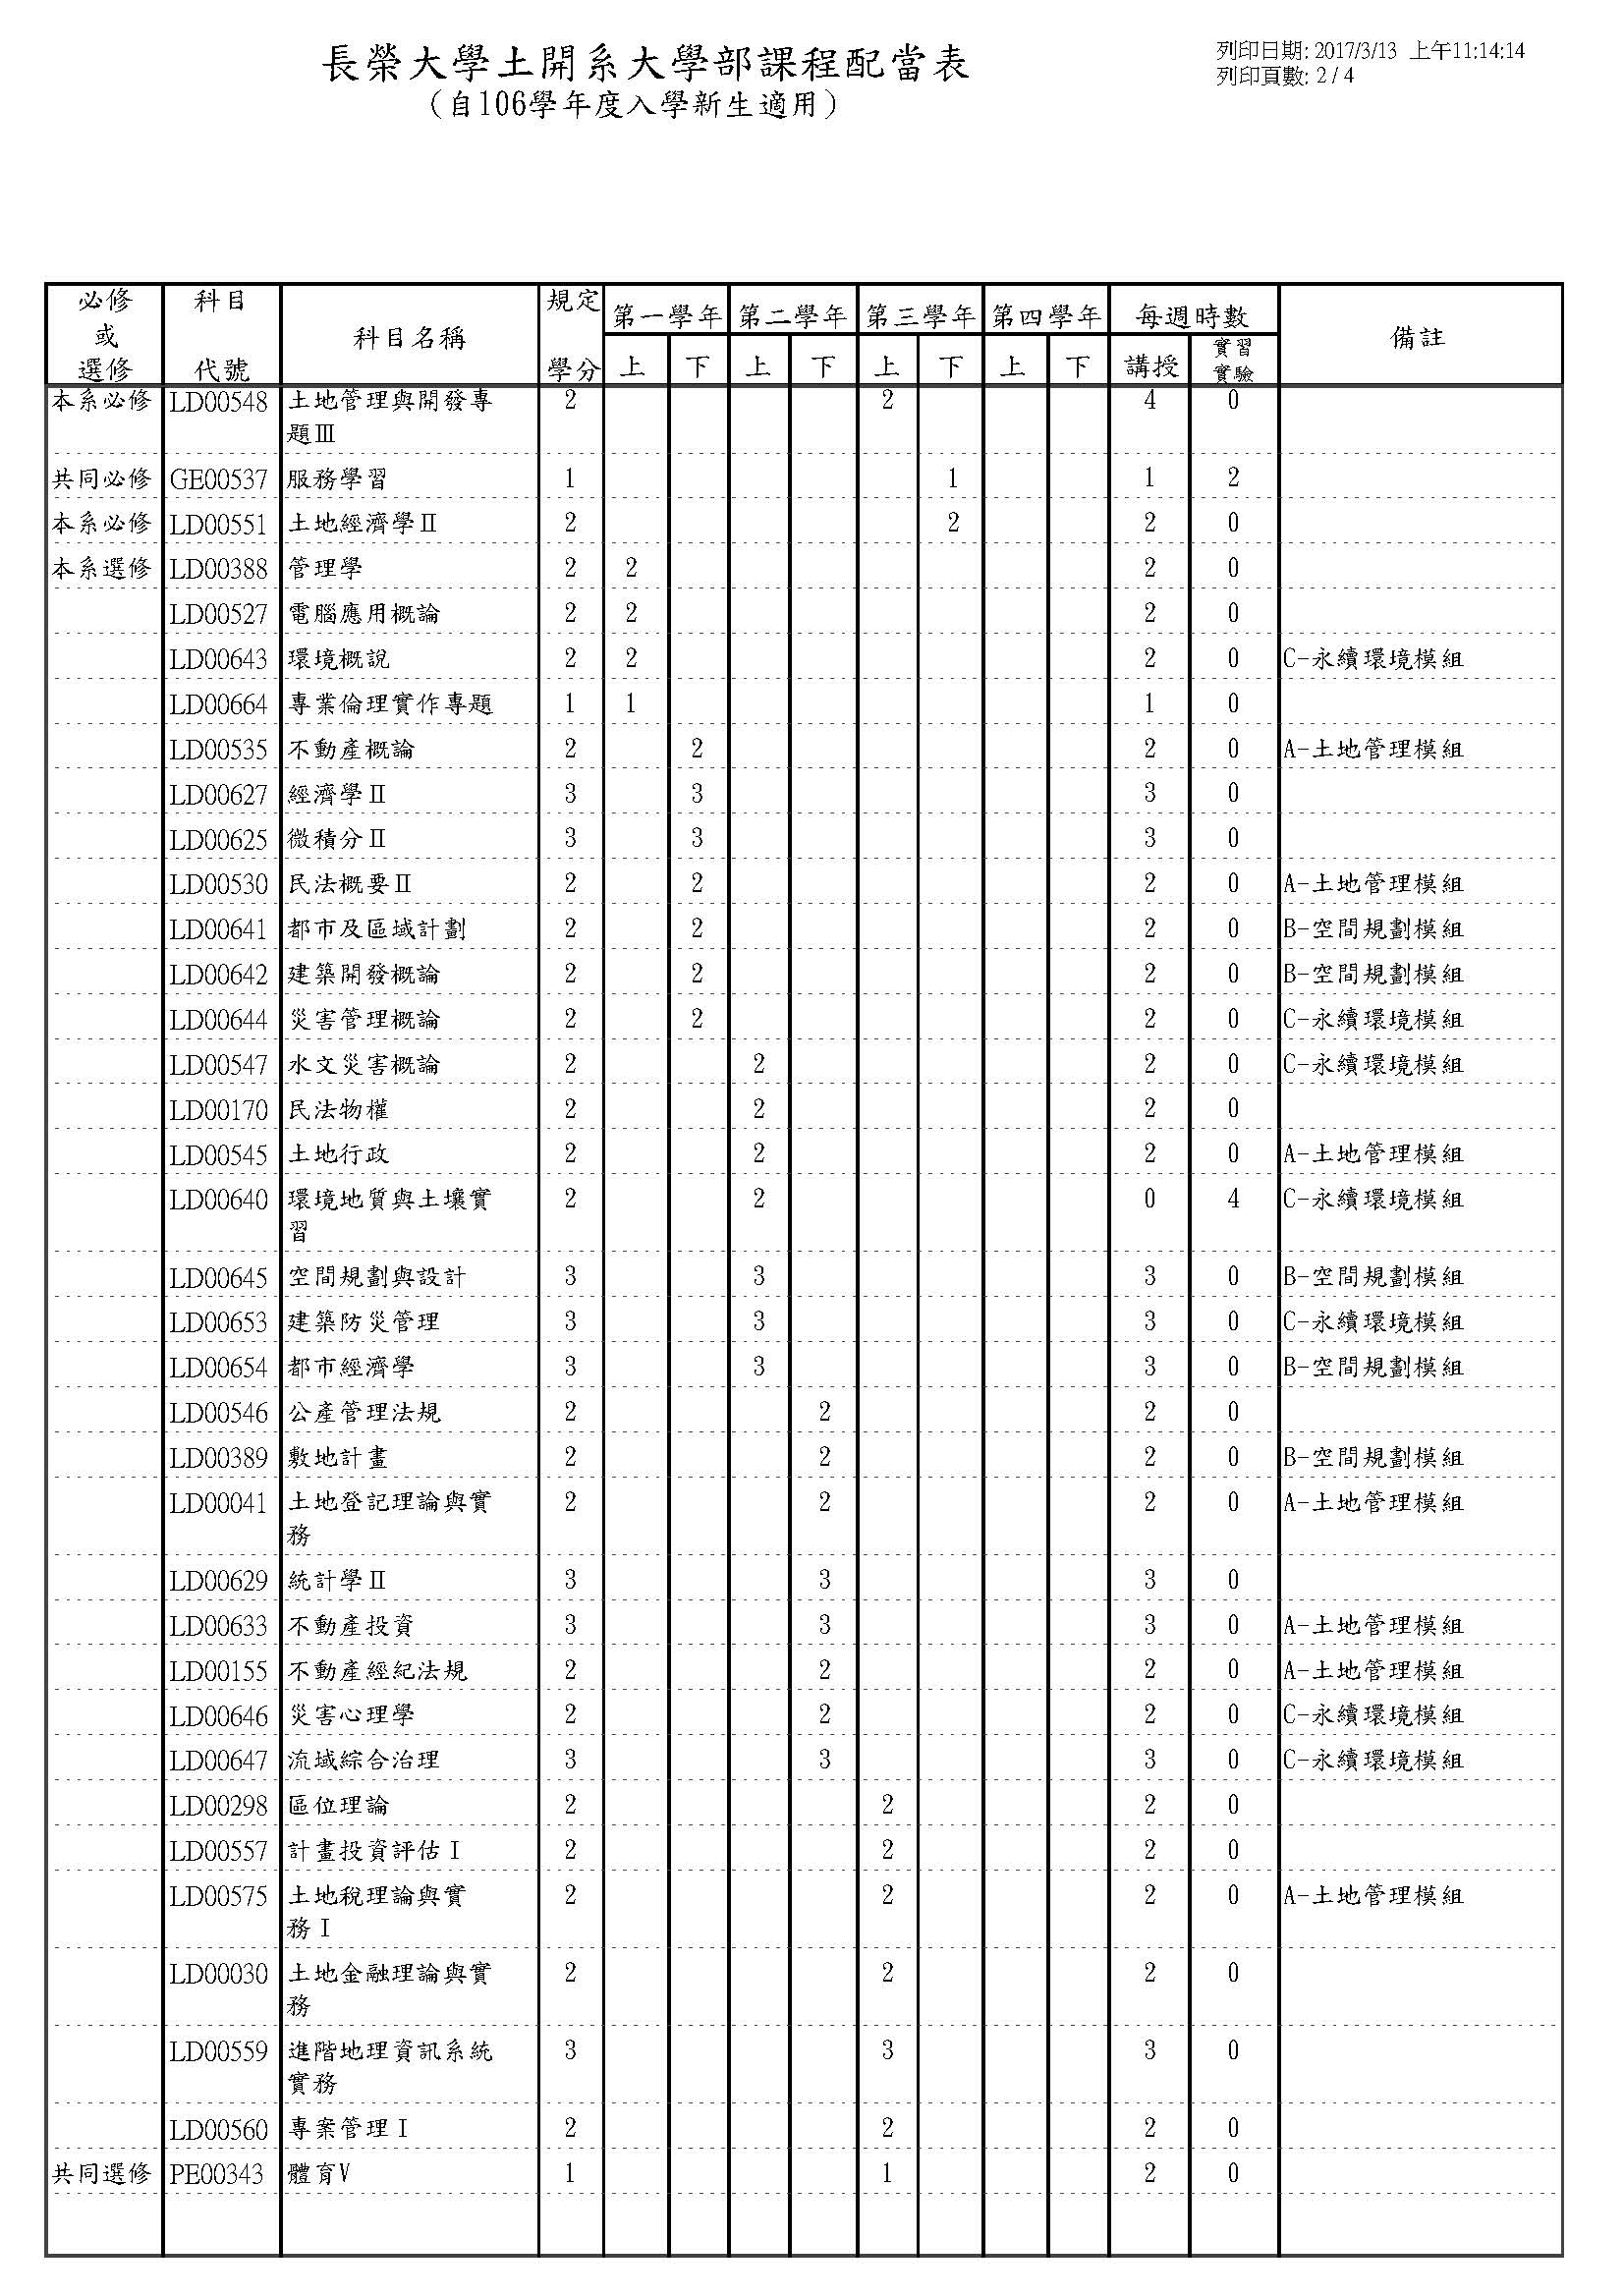 長榮大學土開系大學部課程配當表
列印日期: 2017/3/13 上午11:14:14
(自106學年度入學新生適用)
列印頁數: 2 / 4
必修 科目 規定
第一學年 第二學年 第三學年 第四學年 每週時數
或 科目名稱 備註
實習
選修 代號 學分 上 下 上 下 上 下 上 下 講授
實驗
本系必修 LD00548 土地管理與開發專 2 2 4 0
題Ⅲ
共同必修 GE00537 服務學習 1 1 1 2
本系必修 LD00551 土地經濟學Ⅱ 2 2 2 0
本系選修 LD00388 管理學 2 2 2 0
LD00527 電腦應用概論 2 2 2 0
LD00643 環境概說 2 2 2 0 C-永續環境模組
LD00664 專業倫理實作專題 1 1 1 0
LD00535 不動產概論 2 2 2 0 A-土地管理模組
LD00627 經濟學Ⅱ 3 3 3 0
LD00625 微積分Ⅱ 3 3 3 0
LD00530 民法概要Ⅱ 2 2 2 0 A-土地管理模組
LD00641 都市及區域計劃 2 2 2 0 B-空間規劃模組
LD00642 建築開發概論 2 2 2 0 B-空間規劃模組
LD00644 災害管理概論 2 2 2 0 C-永續環境模組
LD00547 水文災害概論 2 2 2 0 C-永續環境模組
LD00170 民法物權 2 2 2 0
LD00545 土地行政 2 2 2 0 A-土地管理模組
LD00640 環境地質與土壤實 2 2 0 4 C-永續環境模組
習
LD00645 空間規劃與設計 3 3 3 0 B-空間規劃模組
LD00653 建築防災管理 3 3 3 0 C-永續環境模組
LD00654 都市經濟學 3 3 3 0 B-空間規劃模組
LD00546 公產管理法規 2 2 2 0
LD00389 敷地計畫 2 2 2 0 B-空間規劃模組
LD00041 土地登記理論與實 2 2 2 0 A-土地管理模組
務
LD00629 統計學Ⅱ 3 3 3 0
LD00633 不動產投資 3 3 3 0 A-土地管理模組
LD00155 不動產經紀法規 2 2 2 0 A-土地管理模組
LD00646 災害心理學 2 2 2 0 C-永續環境模組
LD00647 流域綜合治理 3 3 3 0 C-永續環境模組
LD00298 區位理論 2 2 2 0
LD00557 計畫投資評估Ⅰ 2 2 2 0
LD00575 土地稅理論與實 2 2 2 0 A-土地管理模組
務Ⅰ
LD00030 土地金融理論與實 2 2 2 0
務
LD00559 進階地理資訊系統 3 3 3 0
實務
LD00560 專案管理Ⅰ 2 2 2 0
共同選修 PE00343 體育V 1 1 2 0